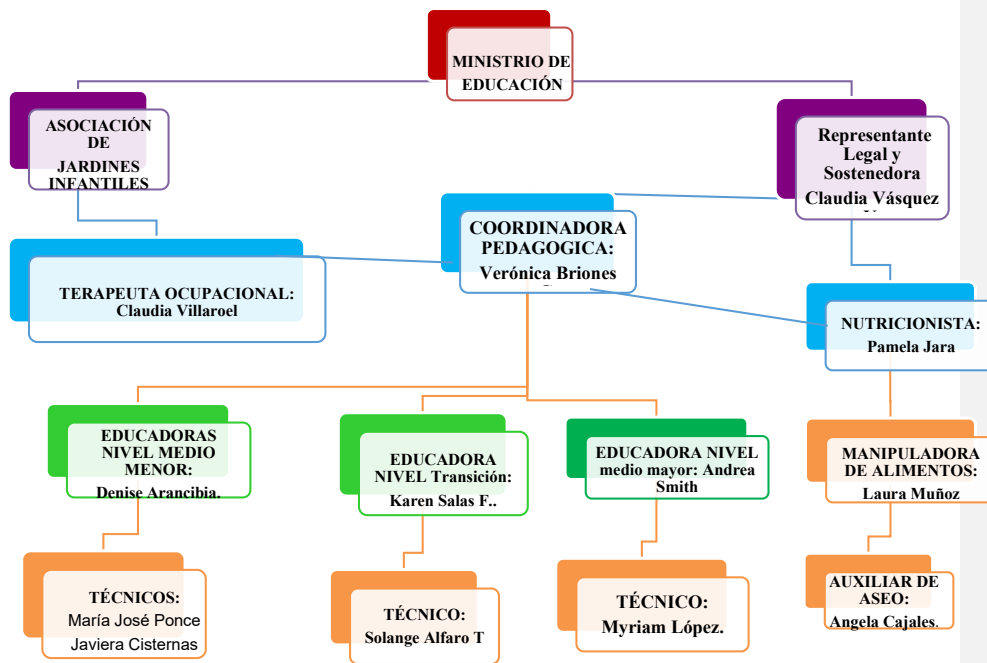 MINISTRIO DE
EDUCACIÓN
ASOCIACIÓN
DE
JARDINES
INFANTILES
Representante
Legal y
Sostenedora
Claudia Vásquez
COORDINADORA
PEDAGOGICA:
Verónica Briones
TERAPEUTA OCUPACIONAL:
Claudia Villaroel
NUTRICIONISTA:
Pamela Jara
EDUCADORAS
NIVEL MEDIO
MENOR:
Denise Arancibia.
EDUCADORA
NIVEL Transición:
Karen Salas F..
EDUCADORA NIVEL
medio mayor: Andrea
Smith
MANIPULADORA
DE ALIMENTOS:
Laura Muñoz
TÉCNICOS:
María José Ponce
Javiera Cisternas
TÉCNICO:
Solange Alfaro T
TÉCNICO:
Myriam López.
AUXILIAR DE
ASEO:
Angela Cajales.